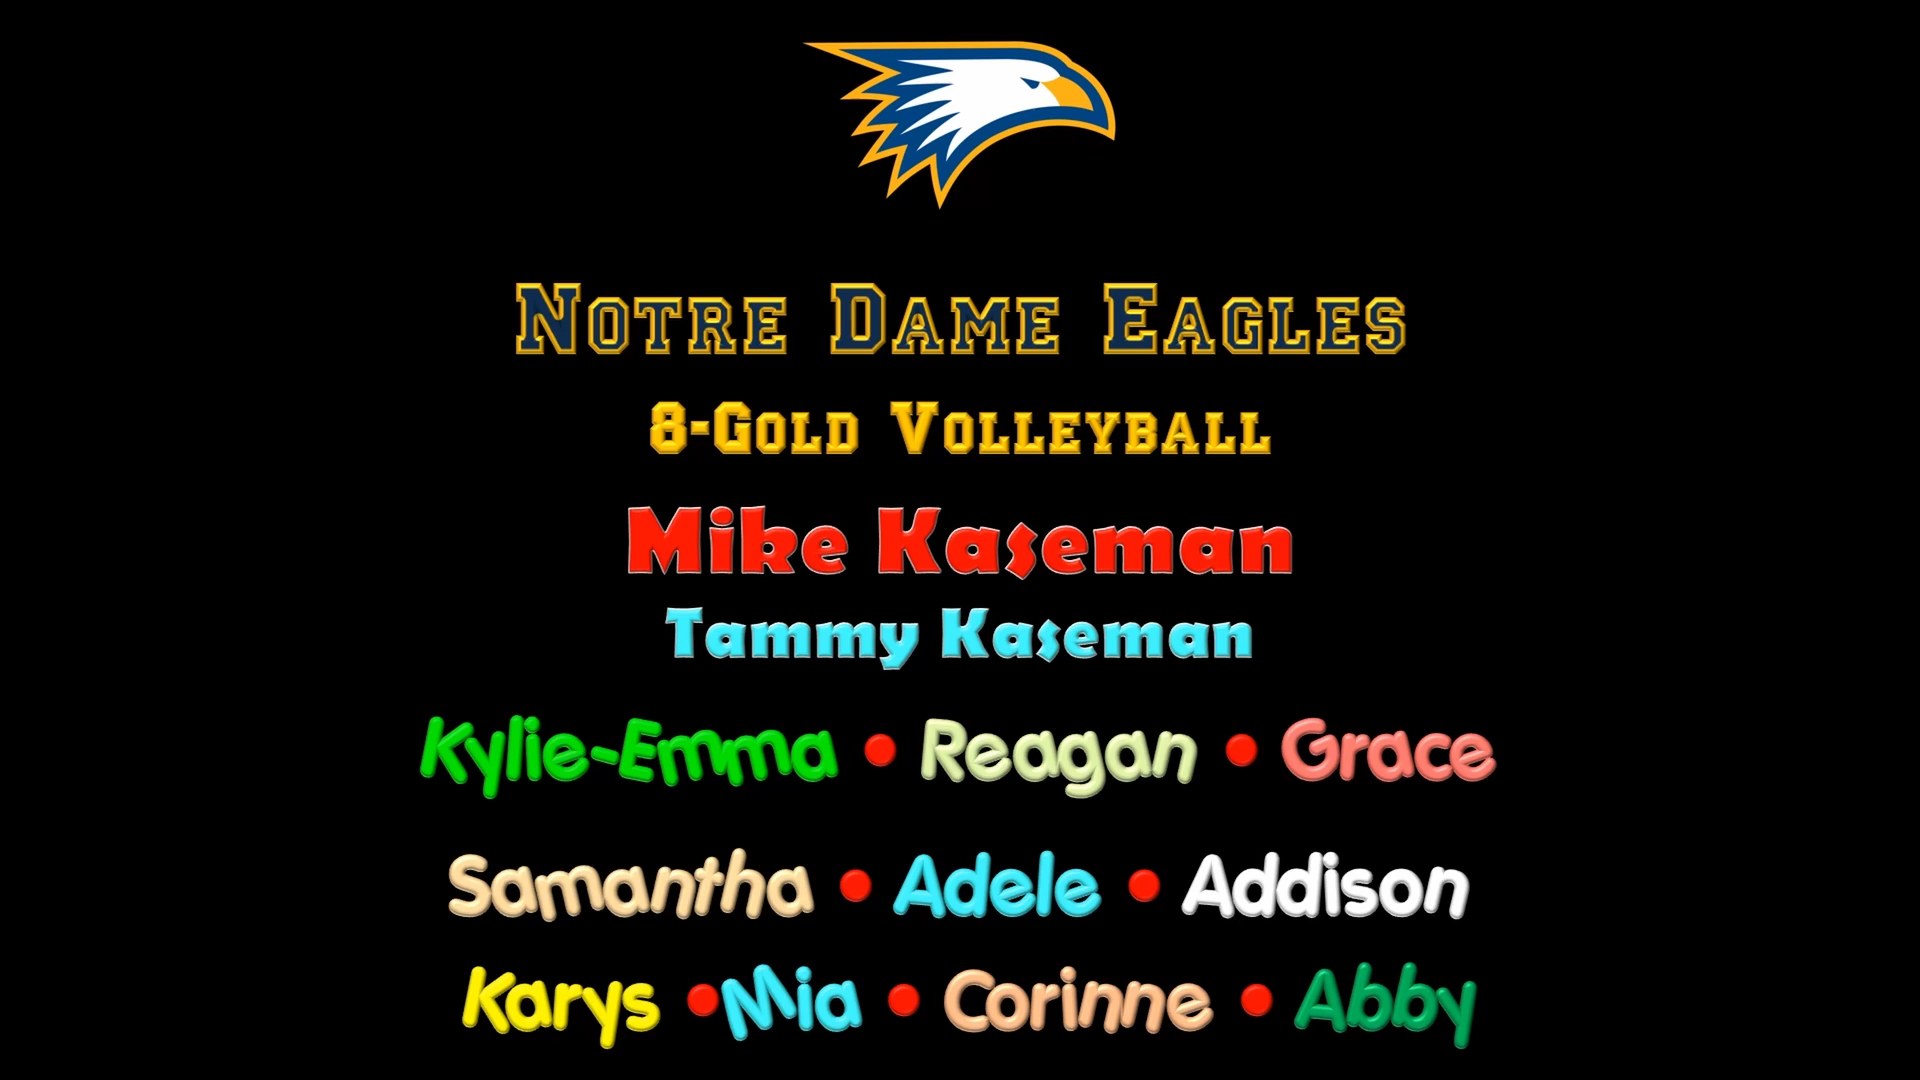 Notre Dame Eagles
8-Gold Volleyball
Mike Kaseman
Tammy Kaseman
Kylie-Emma • Reagan • Grace
Samantha • Adele • Addison
Karys • Mia • Corinne • Abby